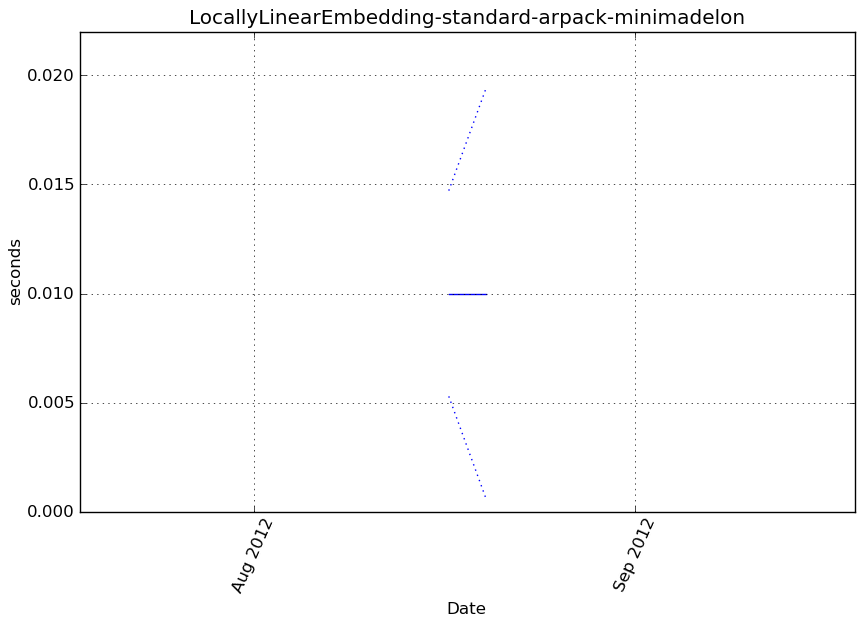 LocallyLinearEmbedding-standard-arpack-minimadelon
0.020
0.015
0.010
0.005
0.000
seconds
Aug 2012
Sep 2012
Date